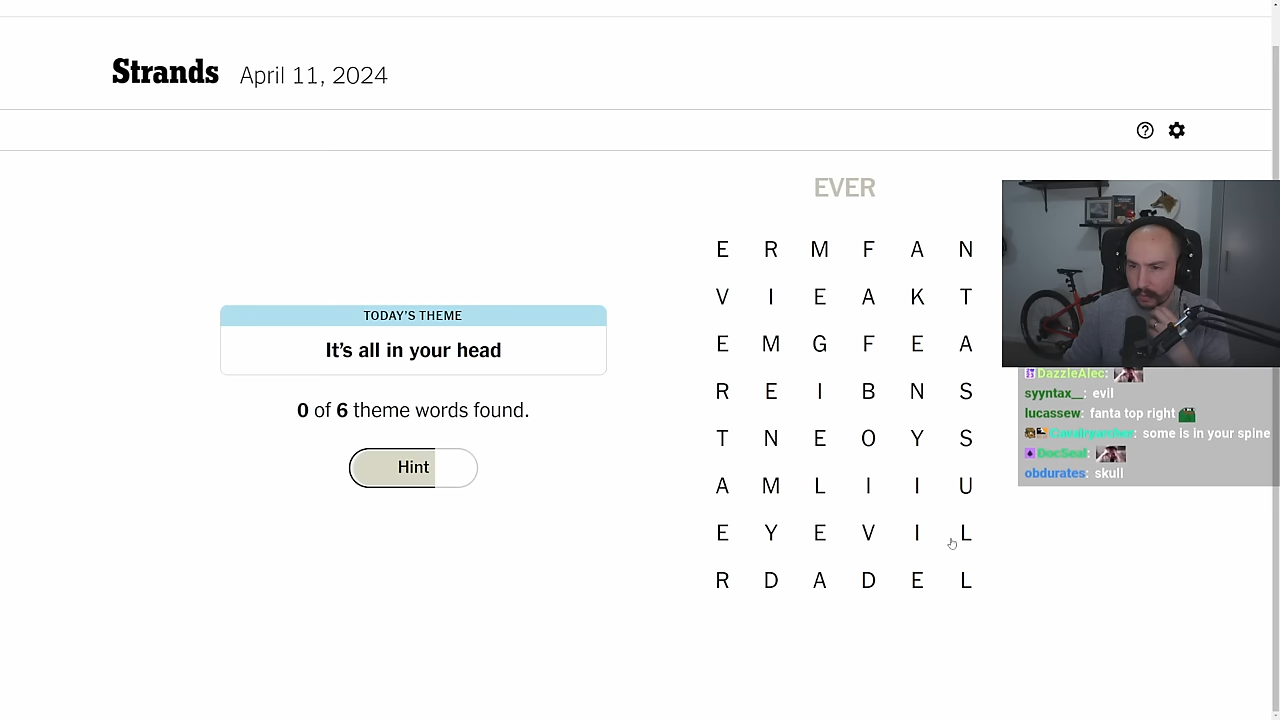 Strands April 11, 2024
EVER
E R M F A N
V I E A K T
E M G F E A
R E I B N S
T N E O Y S
A M L I I U
E Y E V I L
R D A D E L
TODAY'S THEME
It's all in your head
0 of 6 theme words found.
Hint
DazzleAlec:
syyntax__: evil
lucassew: fanta top right
: some is in your spine
DocSeal:
obdurates: skull